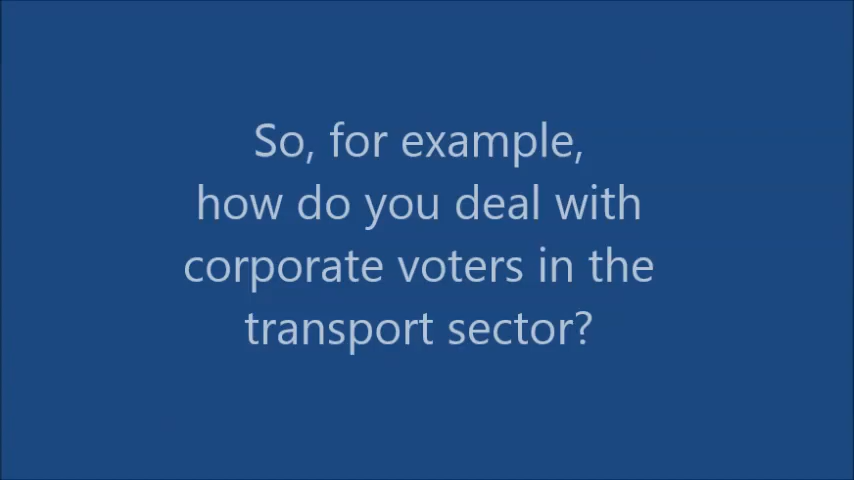 So, for example,
how do you deal with
corporate voters in the
transport sector?